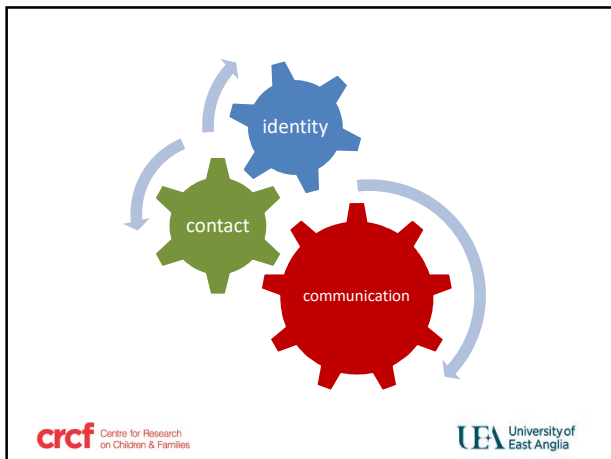 identity
contact
communication
crcf Centre for Research
on Children & Families
UEA University of
East Anglia